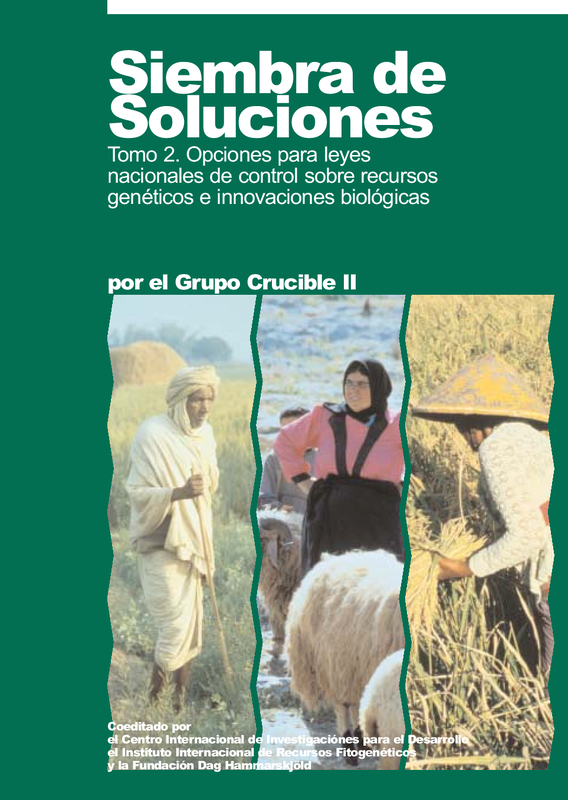 Siembra de
Soluciones
Tomo 2. Opciones para leyes
nacionales de control sobre recursos
genéticos e innovaciones biológicas
por el Grupo Crucible II
Coeditado por
el Centro Internacional de Investigaciónes para el Desarrollo
el Instituto Internacional de Recursos Fitogenéticos
y la Fundación Dag Hammarskjöld